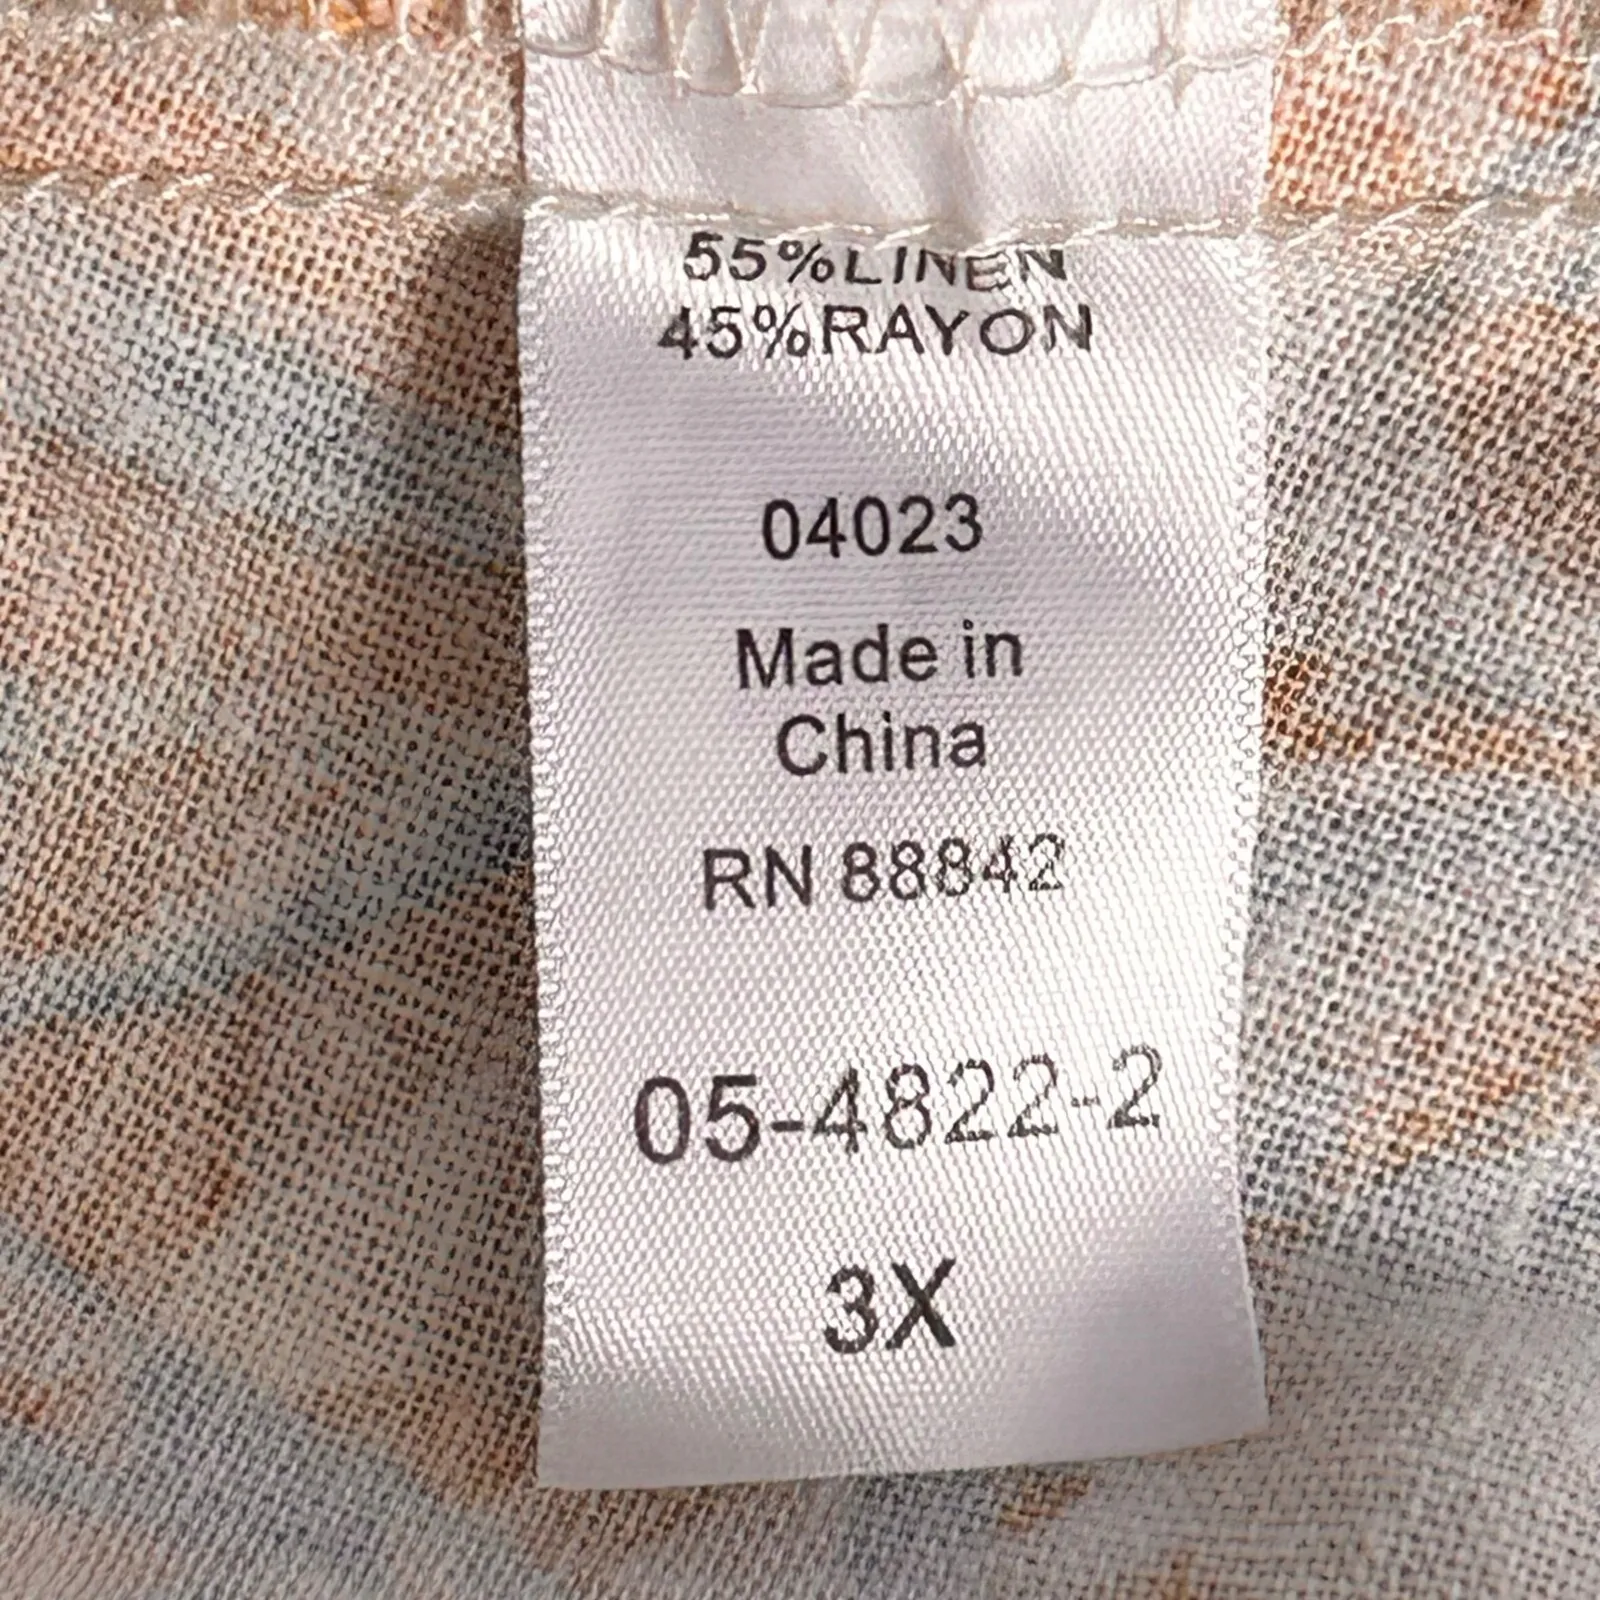 55%LINEN
45%RAYON
04023
Made in
China
RN 88842
05-4822-2
3X